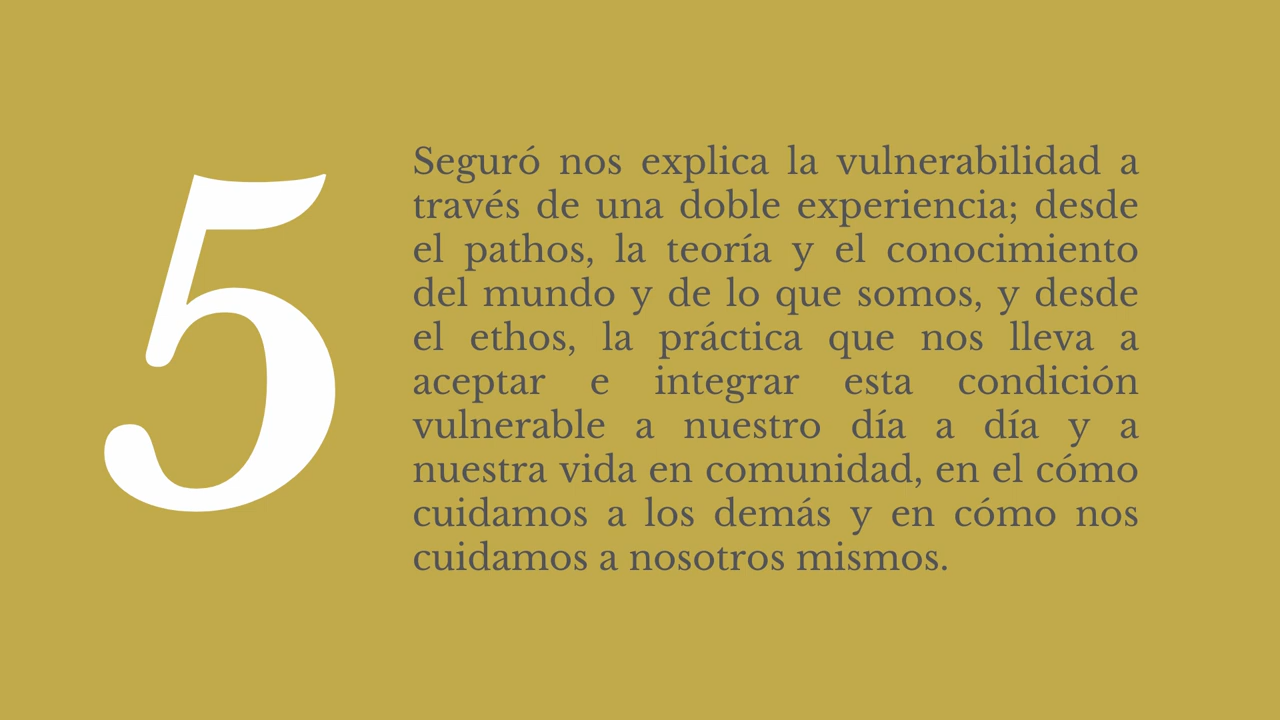 5
Seguró nos explica la vulnerabilidad a
través de una doble experiencia; desde
el pathos, la teoría y el conocimiento
del mundo y de lo que somos, y desde
el ethos, la práctica que nos lleva a
aceptar e integrar esta condición
vulnerable a nuestro día a día y a
nuestra vida en comunidad, en el cómo
cuidamos a los demás y en cómo nos
cuidamos a nosotros mismos.